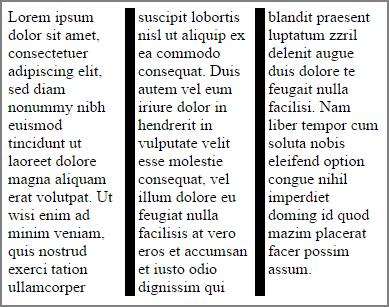 Lorem ipsum
dolor sit amet,
consectetuer
adipiscing elit,
sed diam
nonummy nibh
euismod
tincidunt ut
laoreet dolore
magna aliquam
erat volutpat. Ut
wisi enim ad
minim veniam,
quis nostrud
exerci tation
ullamcorper
suscipit lobortis
nisl ut aliquip ex
ea commodo
consequat. Duis
autem vel eum
iriure dolor in
hendrerit in
vulputate velit
esse molestie
consequat, vel
illum dolore eu
feugiat nulla
facilisis at vero
eros et accumsan
et iusto odio
dignissim qui
blandit praesent
luptatum zzril
delenit augue
duis dolore te
feugait nulla
facilisi. Nam
liber tempor cum
soluta nobis
eleifend option
congue nihil
imperdiet
doming id quod
mazim placerat
facer possim
assum.